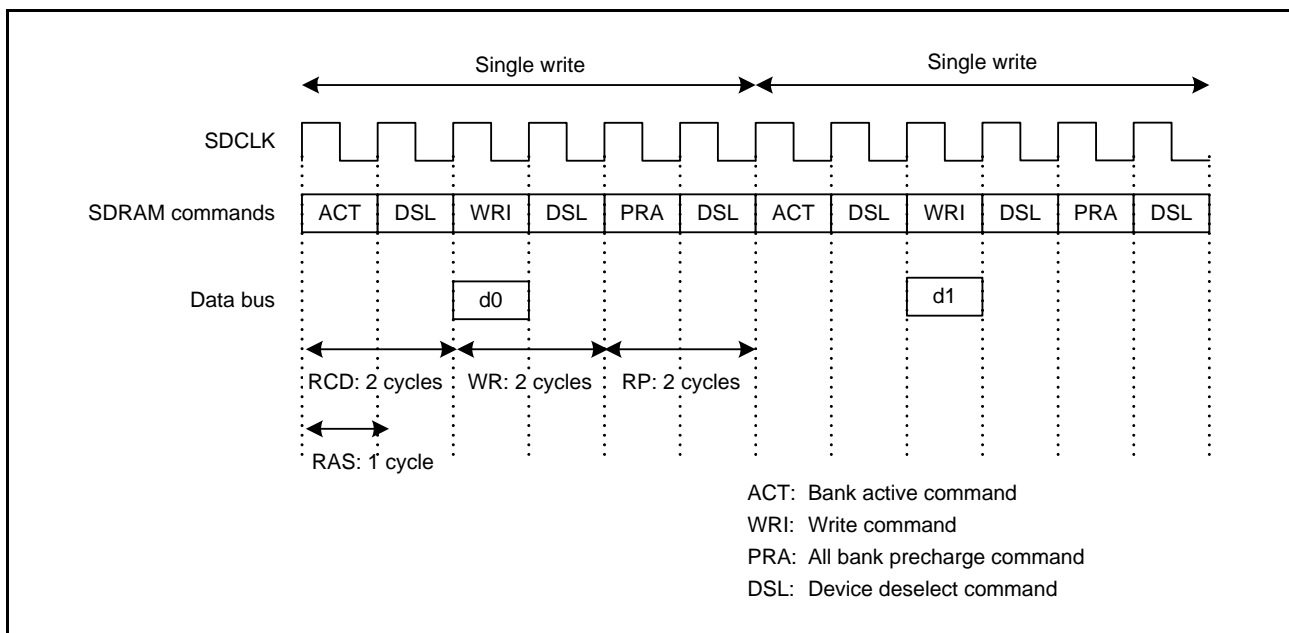 Single write Single write
SDCLK
SDRAM commands ACT DSL WRI DSL PRA DSL ACT DSL WRI DSL PRA DSL
Data bus d0 d1
RCD: 2 cycles WR: 2 cycles RP: 2 cycles
RAS: 1 cycle
ACT: Bank active command
WRI: Write command
PRA: All bank precharge command
DSL: Device deselect command